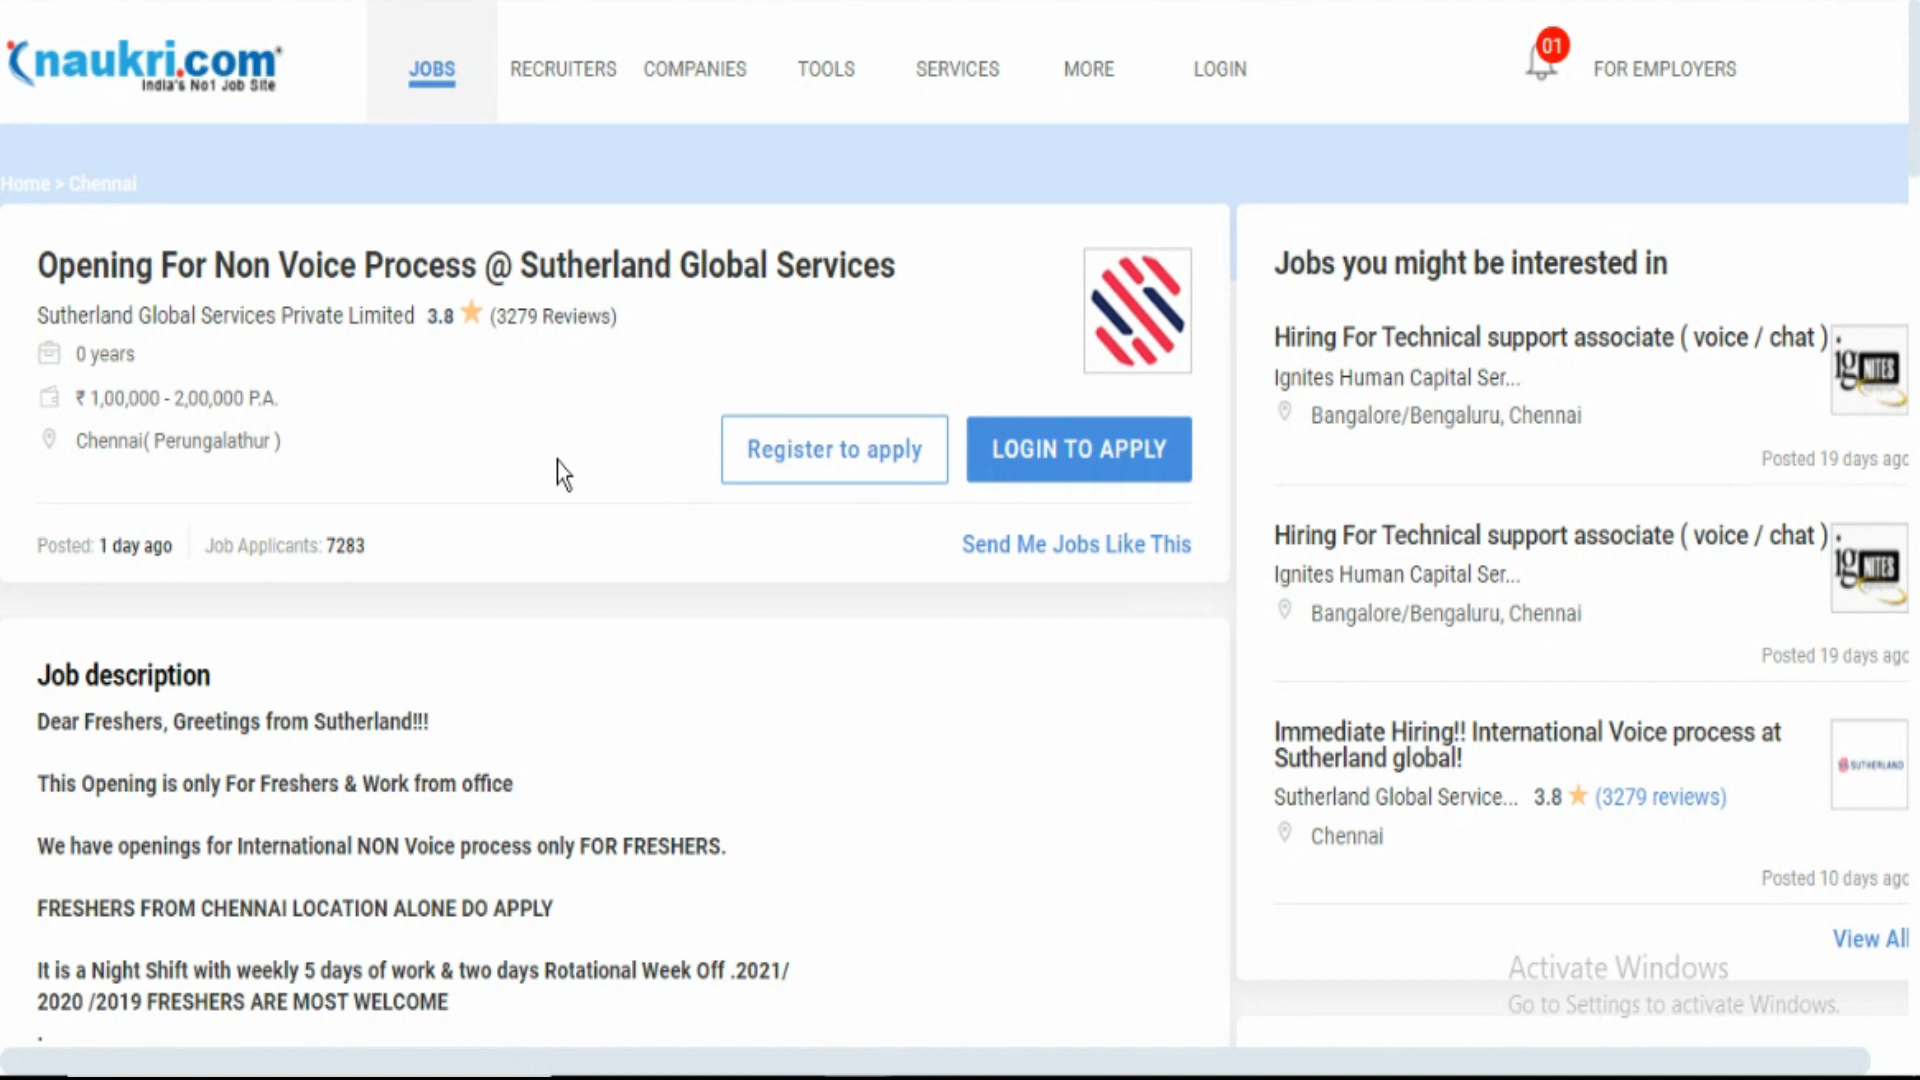 naukri.com
India's No1 Job Site
JOBS
RECRUITERS
COMPANIES
TOOLS
SERVICES
MORE
LOGIN
01
FOR EMPLOYERS
Home > Chennai
Opening For Non Voice Process @ Sutherland Global Services
Sutherland Global Services Private Limited 3.8 (3279 Reviews)
0 years
₹ 1,00,000 - 2,00,000 P.A.
Chennai( Perungalathur )
Register to apply
LOGIN TO APPLY
Posted: 1 day ago
Job Applicants: 7283
Send Me Jobs Like This
Job description
Dear Freshers, Greetings from Sutherland!!!
This Opening is only For Freshers & Work from office
We have openings for International NON Voice process only FOR FRESHERS.
FRESHERS FROM CHENNAI LOCATION ALONE DO APPLY
It is a Night Shift with weekly 5 days of work & two days Rotational Week Off .2021/
2020 /2019 FRESHERS ARE MOST WELCOME
.
Jobs you might be interested in
Hiring For Technical support associate ( voice / chat ) .
Ignites Human Capital Ser...
Bangalore/Bengaluru, Chennai
Posted 19 days ago
igNITES
Hiring For Technical support associate ( voice / chat ) .
Ignites Human Capital Ser...
Bangalore/Bengaluru, Chennai
Posted 19 days ago
igNITES
Immediate Hiring!! International Voice process at
Sutherland global!
Sutherland Global Service... 3.8 (3279 reviews)
Chennai
Posted 10 days ago
SUTHERLAND
View All
Activate Windows
Go to Settings to activate Windows.